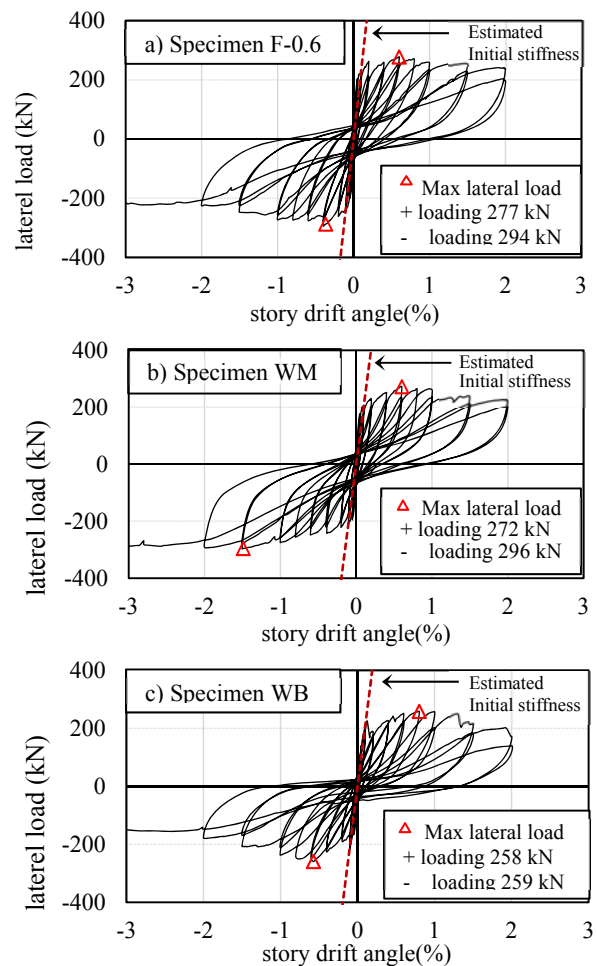 a) Specimen F-0.6
Estimated
Initial stiffness
400
200
0
-200
-400
laterel load (kN)
Max lateral load
+ loading 277 kN
- loading 294 kN
-3 -2 -1 0 1 2 3
story drift angle(%)
b) Specimen WM
Estimated
Initial stiffness
400
200
0
-200
-400
laterel load (kN)
Max lateral load
+ loading 272 kN
- loading 296 kN
-3 -2 -1 0 1 2 3
story drift angle(%)
c) Specimen WB
Estimated
Initial stiffness
400
200
0
-200
-400
laterel load (kN)
Max lateral load
+ loading 258 kN
- loading 259 kN
-3 -2 -1 0 1 2 3
story drift angle(%)